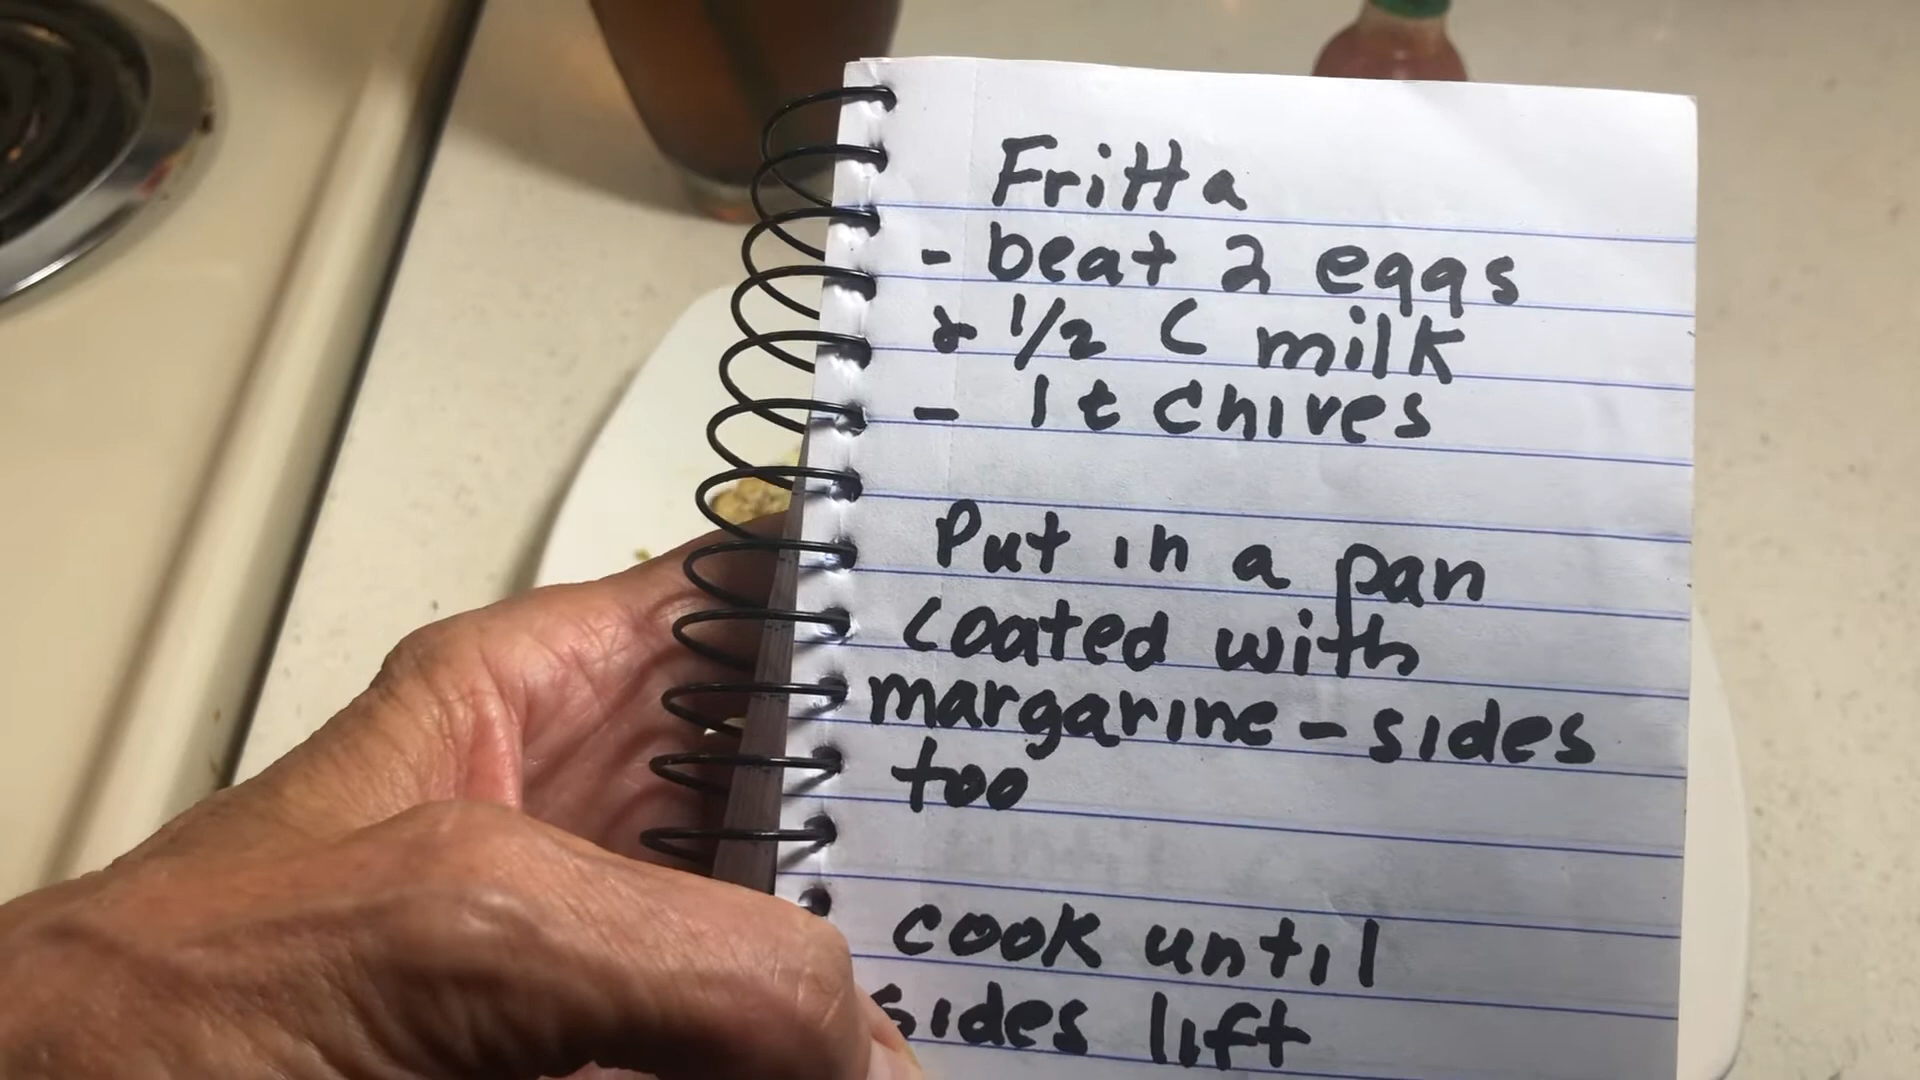 Fritta
- beat 2 eggs
& 1/2 C milk
- 1t chives
Put in a pan
coated with
margarine - sides
too
cook until
sides lift